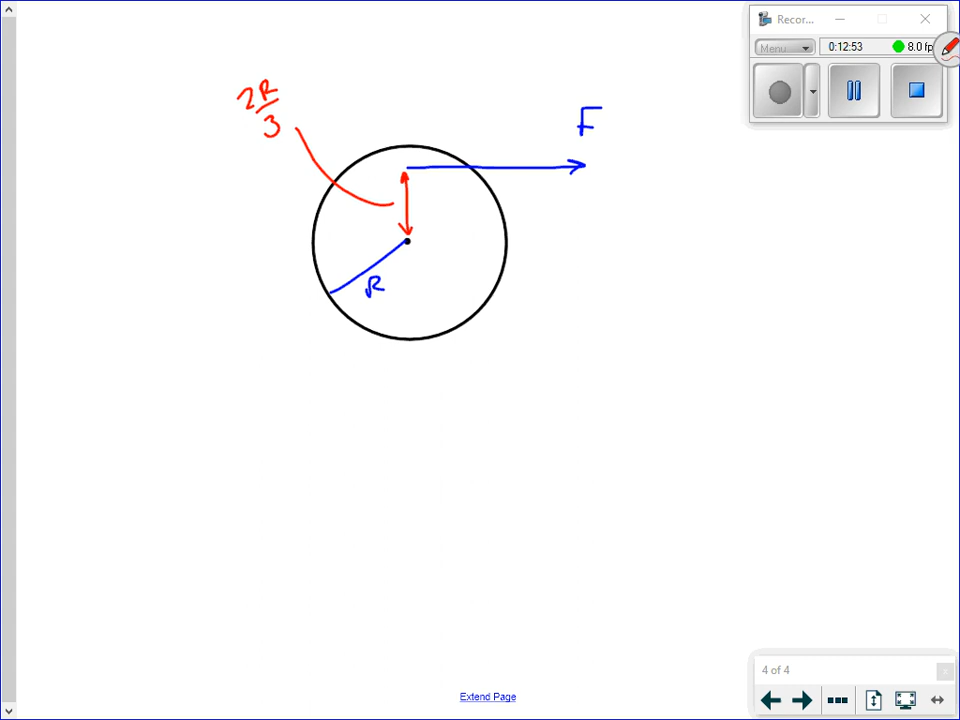 Recor...
Menu
0:12:53
8.0 fp
2R
3
F
R
4 of 4
Extend Page